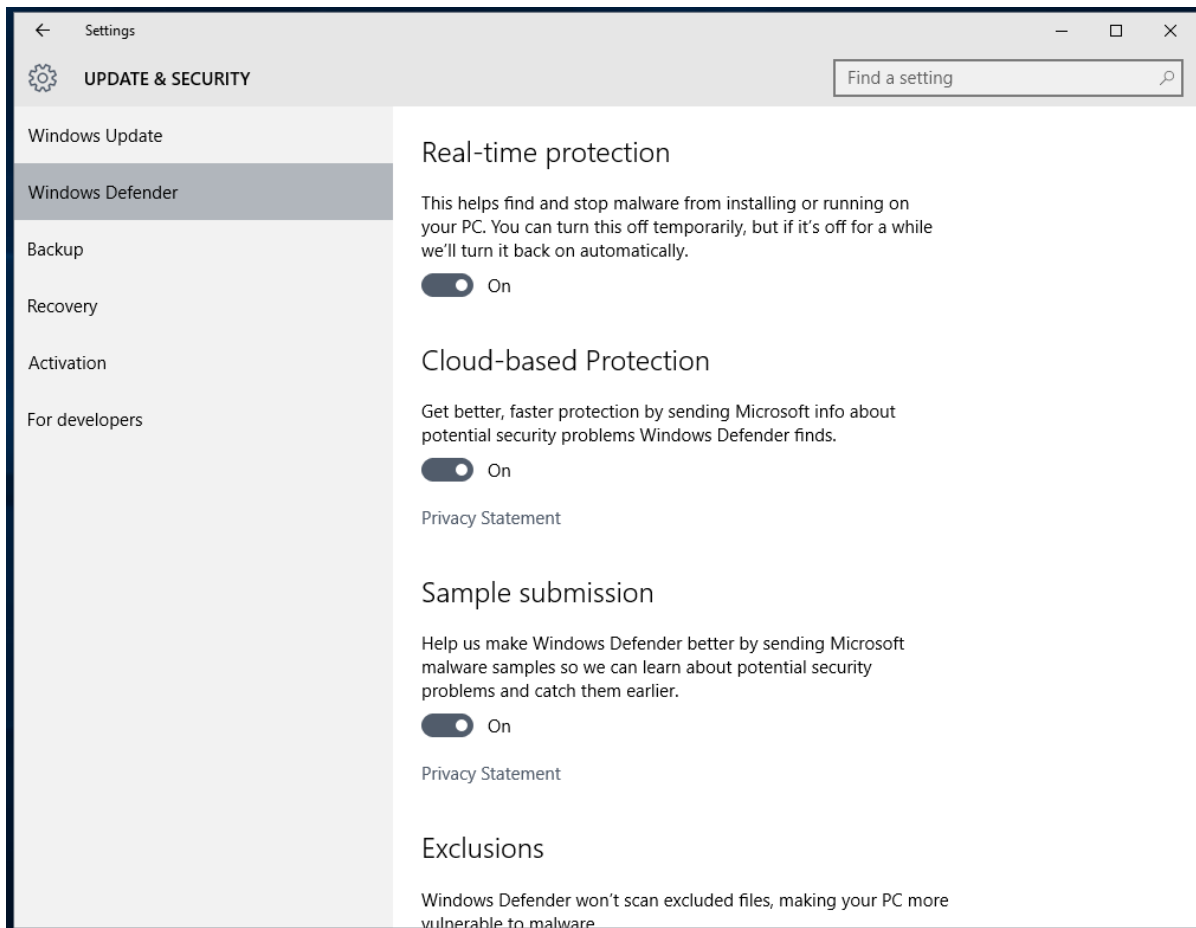 Settings
UPDATE & SECURITY
Find a setting
Windows Update
Windows Defender
Backup
Recovery
Activation
For developers
Real-time protection
This helps find and stop malware from installing or running on
your PC. You can turn this off temporarily, but if it's off for a while
we'll turn it back on automatically.
On
Cloud-based Protection
Get better, faster protection by sending Microsoft info about
potential security problems Windows Defender finds.
On
Privacy Statement
Sample submission
Help us make Windows Defender better by sending Microsoft
malware samples so we can learn about potential security
problems and catch them earlier.
On
Privacy Statement
Exclusions
Windows Defender won't scan excluded files, making your PC more
vulnerable to malware.